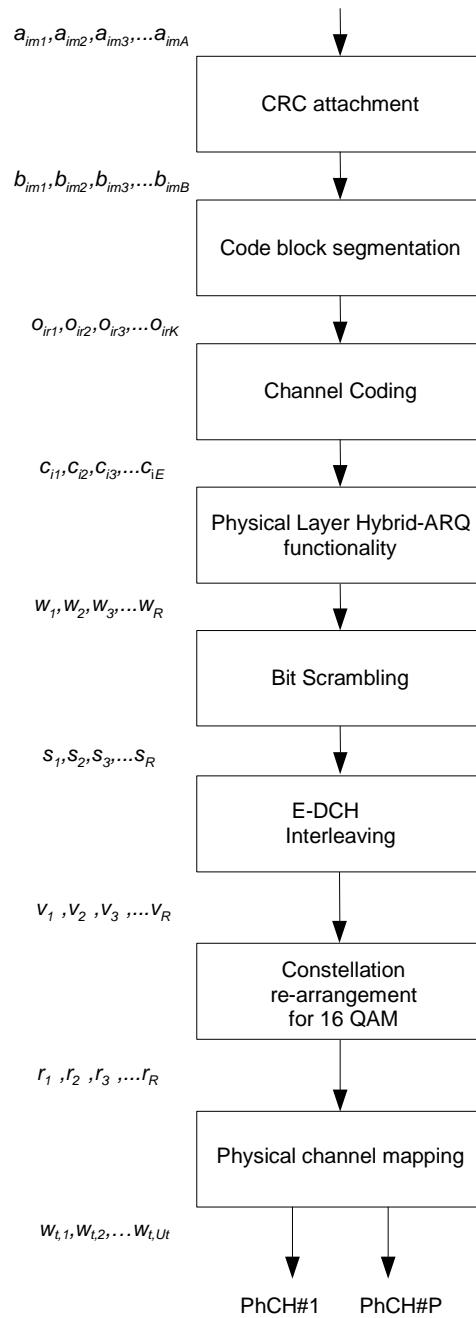 a_im1,a_im2,a_im3,...a_imA
CRC attachment
b_im1,b_im2,b_im3,...b_imB
Code block segmentation
o_ir1,o_ir2,o_ir3,...o_irK
Channel Coding
c_i1,c_i2,c_i3,...c_iE
Physical Layer Hybrid-ARQ
functionality
w_1,w_2,w_3,...w_R
Bit Scrambling
s_1,s_2,s_3,...s_R
E-DCH
Interleaving
v_1 ,v_2 ,v_3 ,...v_R
Constellation
re-arrangement
for 16 QAM
r_1 ,r_2 ,r_3 ,...r_R
Physical channel mapping
w_t,1,w_t,2,...w_t,Ut
PhCH#1 PhCH#P